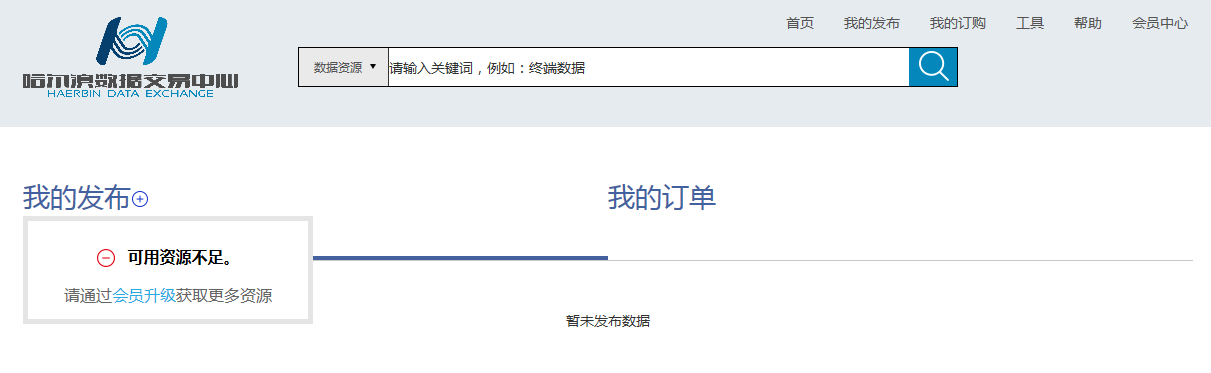 首页 我的发布 我的订购 工具 帮助 会员中心
哈尔滨数据交易中心
HAERBIN DATA EXCHANGE
数据资源 请输入关键词，例如：终端数据
我的发布 我的订单
可用资源不足。
请通过会员升级获取更多资源
暂未发布数据